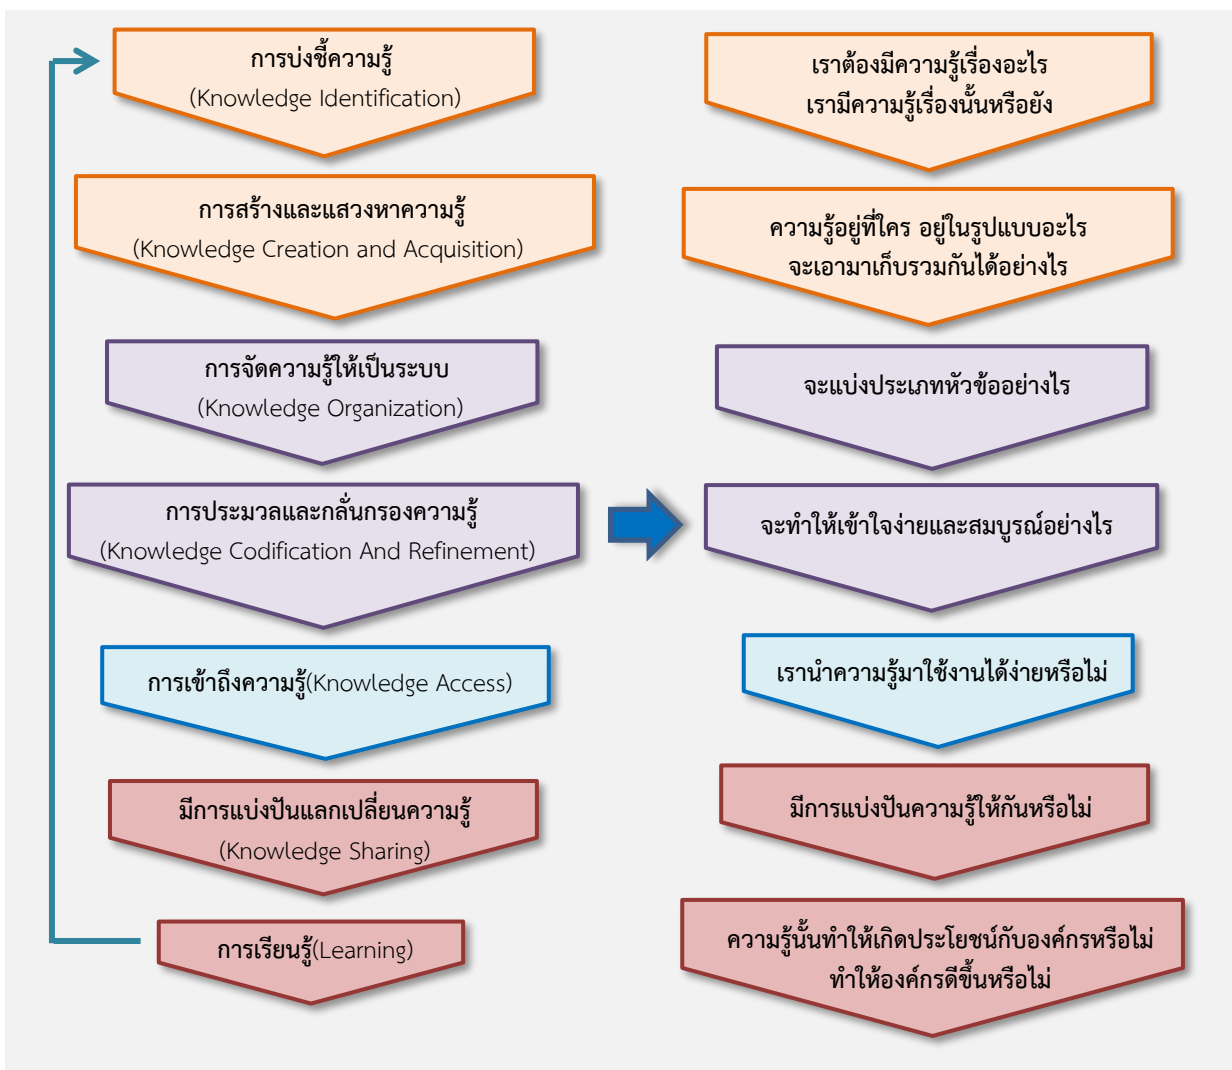 การบ่งชี้ความรู้
(Knowledge Identification)
เราต้องมีความรู้เรื่องอะไร
เรามีความรู้เรื่องนั้นหรือยัง
การสร้างและแสวงหาความรู้
(Knowledge Creation and Acquisition)
ความรู้อยู่ที่ใคร อยู่ในรูปแบบอะไร
จะเอามาเก็บรวมกันได้อย่างไร
การจัดความรู้ให้เป็นระบบ
(Knowledge Organization)
จะแบ่งประเภทหัวข้ออย่างไร
การประมวลและกลั่นกรองความรู้
(Knowledge Codification And Refinement)
จะทำให้เข้าใจง่ายและสมบูรณ์อย่างไร
การเข้าถึงความรู้(Knowledge Access)
เรานำความรู้มาใช้งานได้ง่ายหรือไม่
มีการแบ่งปันแลกเปลี่ยนความรู้
(Knowledge Sharing)
มีการแบ่งปันความรู้ให้กันหรือไม่
การเรียนรู้(Learning)
ความรู้นั้นทำให้เกิดประโยชน์กับองค์กรหรือไม่
ทำให้องค์กรดีขึ้นหรือไม่